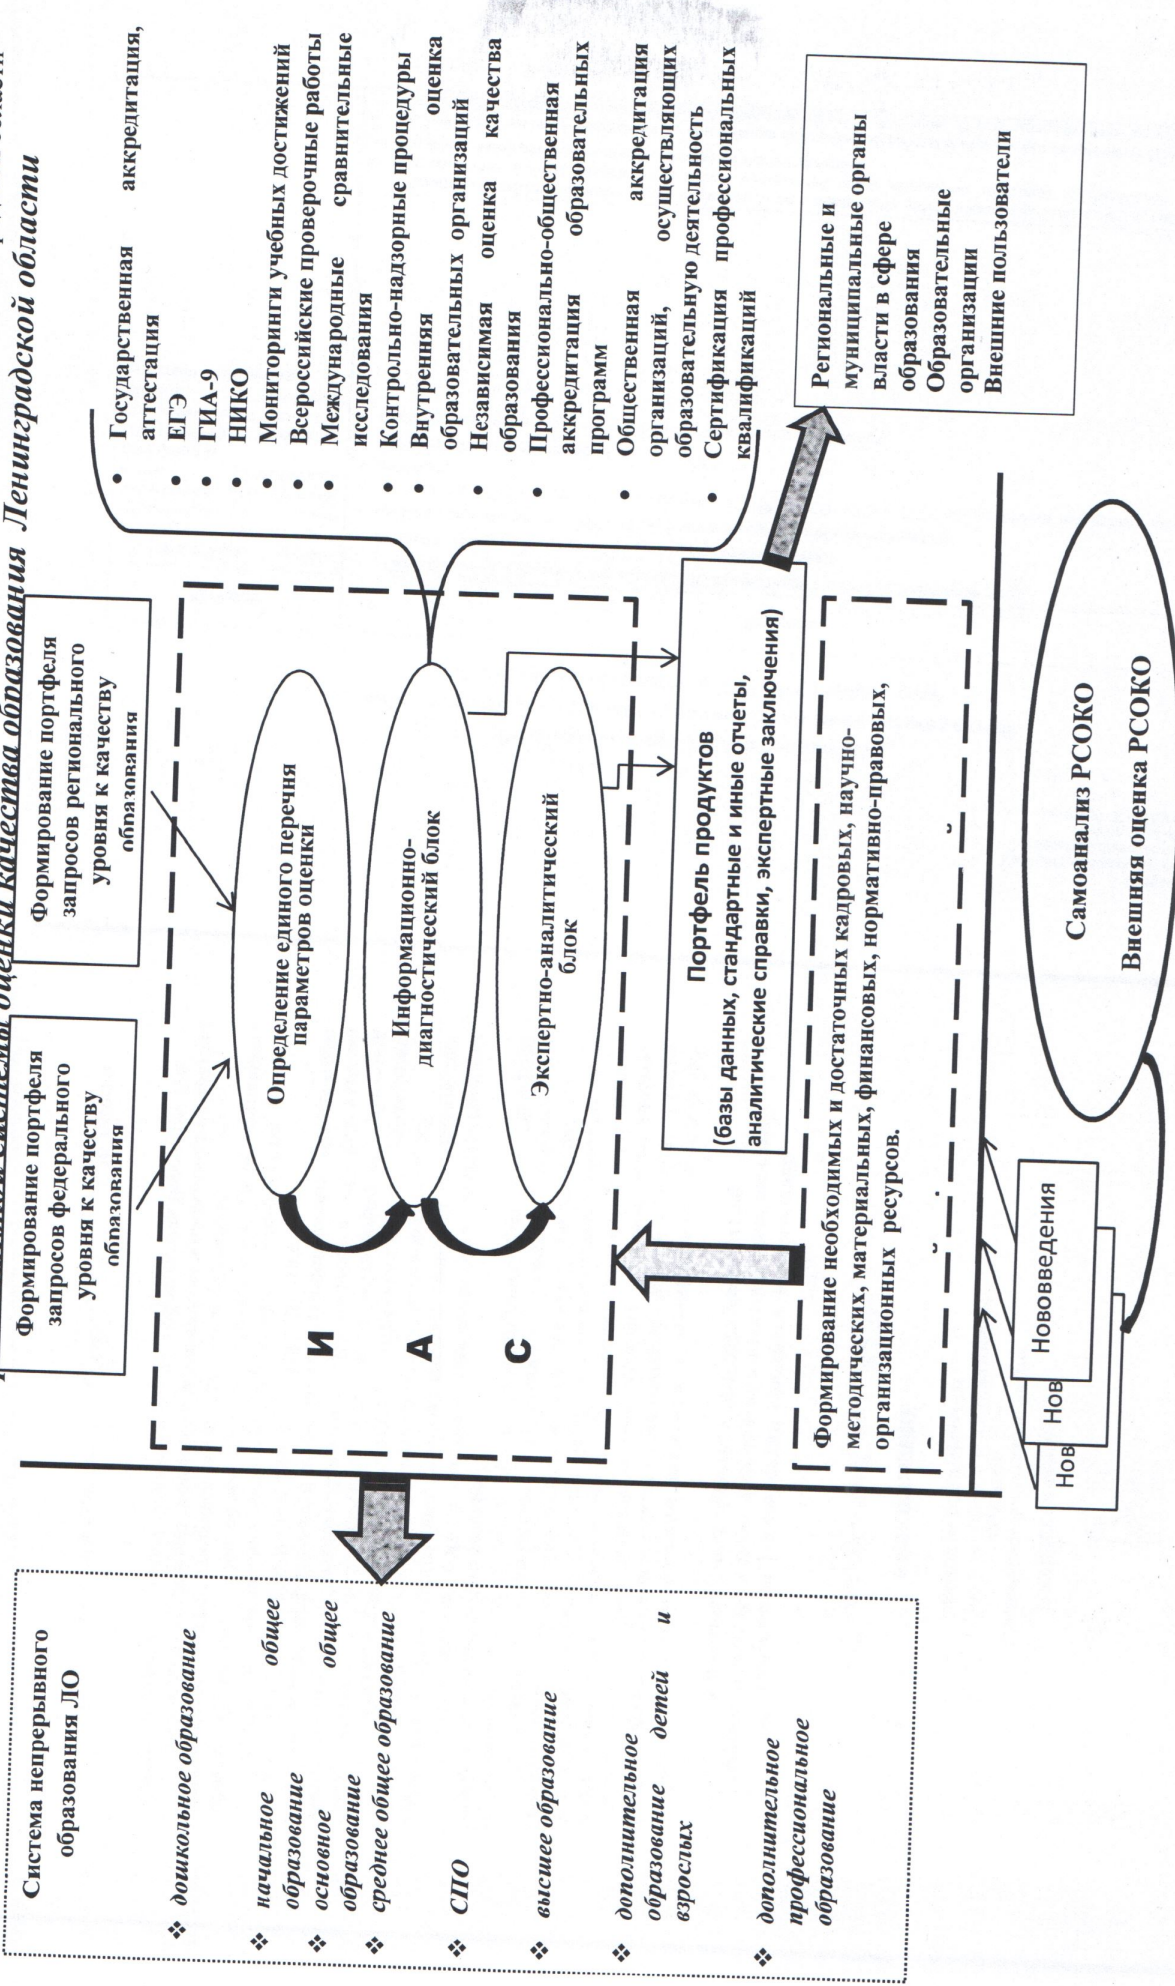 системы оценки качества образования Ленинградской области
Формирование портфеля
запросов федерального
уровня к качеству
образования
Формирование портфеля
запросов регионального
уровня к качеству
образования
Система непрерывного
образования ЛО
❖ дошкольное образование
❖ начальное общее
образование
❖ основное общее
образование
❖ среднее общее образование
❖ СПО
❖ высшее образование
❖ дополнительное
образование детей и
взрослых
❖ дополнительное
профессиональное
образование
И
А
С
Определение единого перечня
параметров оценки
Информационно-
диагностический блок
Экспертно-аналитический
блок
• Государственная аккредитация,
аттестация
• ЕГЭ
• ГИА-9
• НИКО
• Мониторинги учебных достижений
• Всероссийские проверочные работы
• Международные сравнительные
исследования
• Контрольно-надзорные процедуры
• Внутренняя оценка
образовательных организаций
• Независимая оценка качества
образования
• Профессионально-общественная
аккредитация образовательных
программ
• Общественная аккредитация
организаций, осуществляющих
образовательную деятельность
• Сертификация профессиональных
квалификаций
Портфель продуктов
(базы данных, стандартные и иные отчеты,
аналитические справки, экспертные заключения)
Региональные и
муниципальные органы
власти в сфере
образования
Образовательные
организации
Внешние пользователи
Формирование необходимых и достаточных кадровых, научно-
методических, материальных, финансовых, нормативно-правовых,
организационных ресурсов.
Нов
Нов
Нововведения
Самоанализ РСОКО
Внешняя оценка РСОКО